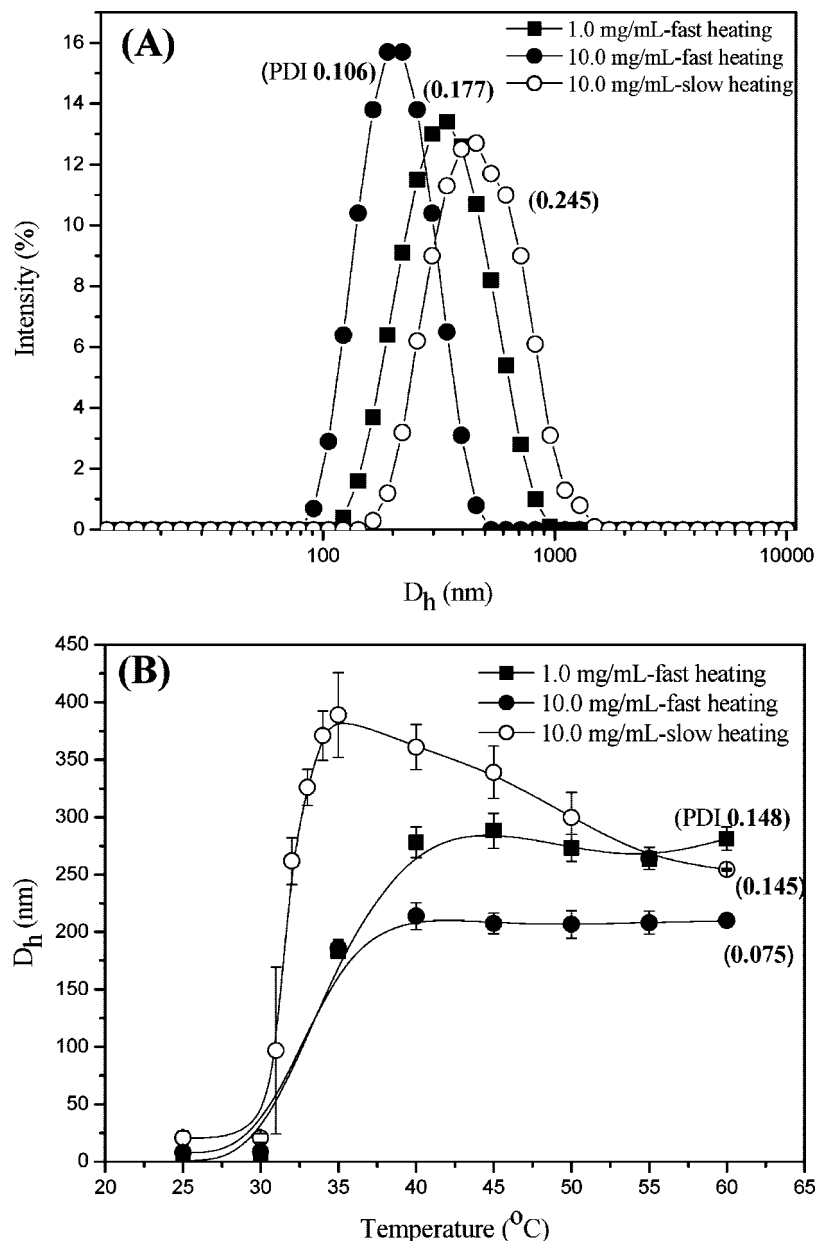 (A)
1.0 mg/mL-fast heating
10.0 mg/mL-fast heating
10.0 mg/mL-slow heating
(PDI 0.106)
(0.177)
(0.245)
16
14
12
10
8
6
4
2
0
Intensity (%)
100 1000 10000
Dh (nm)
(B)
1.0 mg/mL-fast heating
10.0 mg/mL-fast heating
10.0 mg/mL-slow heating
(PDI 0.148)
(0.145)
(0.075)
450
400
350
300
250
200
150
100
50
0
Dh (nm)
20 25 30 35 40 45 50 55 60 65
Temperature (°C)